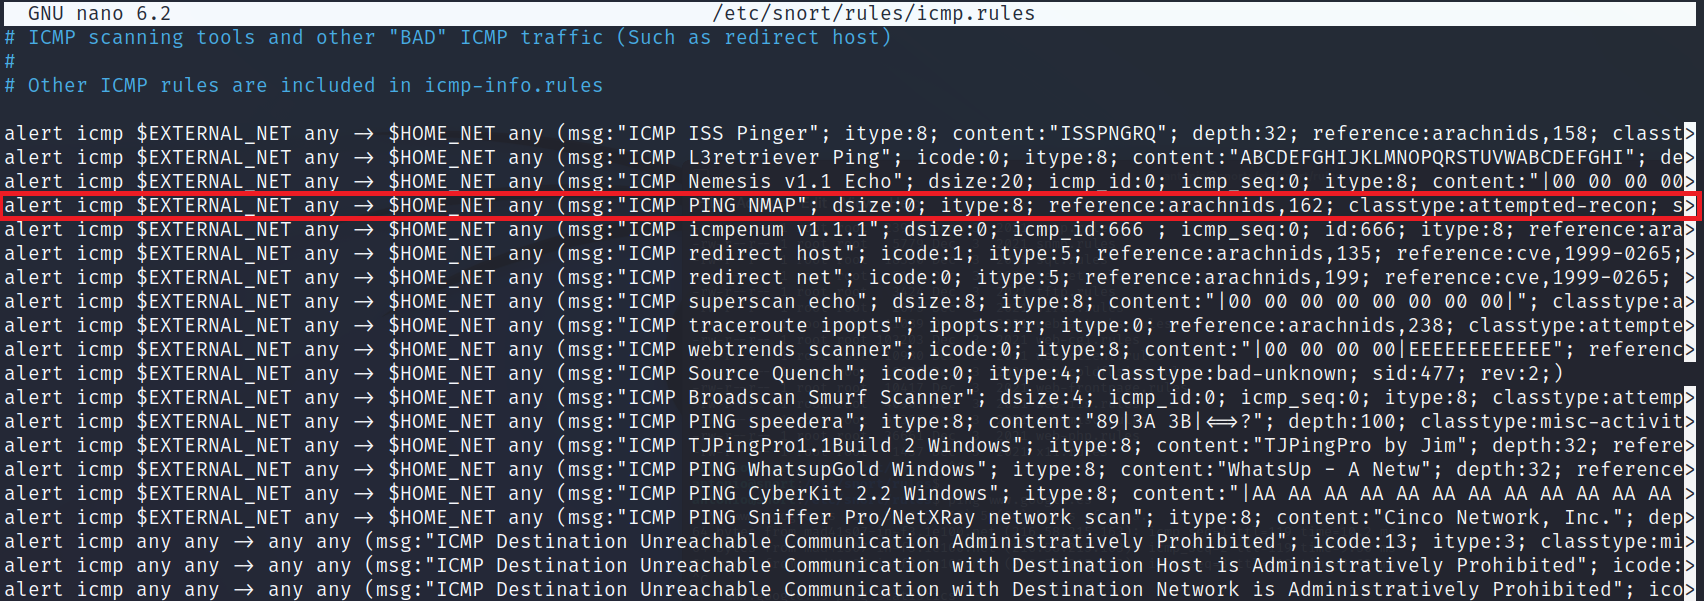 GNU nano 6.2 /etc/snort/rules/icmp.rules
# ICMP scanning tools and other "BAD" ICMP traffic (Such as redirect host)
#
# Other ICMP rules are included in icmp-info.rules
alert icmp $EXTERNAL_NET any -> $HOME_NET any (msg:"ICMP ISS Pinger"; itype:8; content:"ISSPNGRQ"; depth:32; reference:arachnids,158; classt>
alert icmp $EXTERNAL_NET any -> $HOME_NET any (msg:"ICMP L3retriever Ping"; icode:0; itype:8; content:"ABCDEFGHIJKLMNOPQRSTUVWABCDEFGHI"; de>
alert icmp $EXTERNAL_NET any -> $HOME_NET any (msg:"ICMP Nemesis v1.1 Echo"; dsize:20; icmp_id:0; icmp_seq:0; itype:8; content:"|00 00 00 00>
alert icmp $EXTERNAL_NET any -> $HOME_NET any (msg:"ICMP PING NMAP"; dsize:0; itype:8; reference:arachnids,162; classtype:attempted-recon; s>
alert icmp $EXTERNAL_NET any -> $HOME_NET any (msg:"ICMP icmpenum v1.1.1"; dsize:0; icmp_id:666 ; icmp_seq:0; id:666; itype:8; reference:ara>
alert icmp $EXTERNAL_NET any -> $HOME_NET any (msg:"ICMP redirect host"; icode:1; itype:5; reference:arachnids,135; reference:cve,1999-0265;>
alert icmp $EXTERNAL_NET any -> $HOME_NET any (msg:"ICMP redirect net"; icode:0; itype:5; reference:arachnids,199; reference:cve,1999-0265; >
alert icmp $EXTERNAL_NET any -> $HOME_NET any (msg:"ICMP superscan echo"; dsize:8; itype:8; content:"|00 00 00 00 00 00 00 00|"; classtype:a>
alert icmp $EXTERNAL_NET any -> $HOME_NET any (msg:"ICMP traceroute ipopts"; ipopts:rr; itype:0; reference:arachnids,238; classtype:attempte>
alert icmp $EXTERNAL_NET any -> $HOME_NET any (msg:"ICMP webtrends scanner"; icode:0; itype:8; content:"|00 00 00 00|EEEEEEEEEEEE"; referenc>
alert icmp $EXTERNAL_NET any -> $HOME_NET any (msg:"ICMP Source Quench"; icode:0; itype:4; classtype:bad-unknown; sid:477; rev:2;)
alert icmp $EXTERNAL_NET any -> $HOME_NET any (msg:"ICMP Broadscan Smurf Scanner"; dsize:4; icmp_id:0; icmp_seq:0; itype:8; classtype:attemp>
alert icmp $EXTERNAL_NET any -> $HOME_NET any (msg:"ICMP PING speedera"; itype:8; content:"89|3A 3B|<=>?"; depth:100; classtype:misc-activit>
alert icmp $EXTERNAL_NET any -> $HOME_NET any (msg:"ICMP TJPingPro1.1Build 2 Windows"; itype:8; content:"TJPingPro by Jim"; depth:32; refere>
alert icmp $EXTERNAL_NET any -> $HOME_NET any (msg:"ICMP PING WhatsupGold Windows"; itype:8; content:"WhatsUp - A Netw"; depth:32; reference>
alert icmp $EXTERNAL_NET any -> $HOME_NET any (msg:"ICMP PING CyberKit 2.2 Windows"; itype:8; content:"|AA AA AA AA AA AA AA AA AA AA AA AA >
alert icmp $EXTERNAL_NET any -> $HOME_NET any (msg:"ICMP PING Sniffer Pro/NetXRay network scan"; itype:8; content:"Cinco Network, Inc."; dep>
alert icmp any any -> any any (msg:"ICMP Destination Unreachable Communication Administratively Prohibited"; icode:13; itype:3; classtype:mi>
alert icmp any any -> any any (msg:"ICMP Destination Unreachable Communication with Destination Host is Administratively Prohibited"; icode:>
alert icmp any any -> any any (msg:"ICMP Destination Unreachable Communication with Destination Network is Administratively Prohibited"; ico>